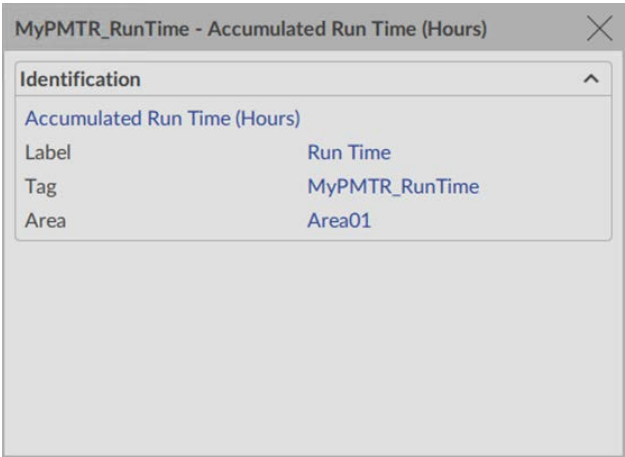 MyPMTR_RunTime - Accumulated Run Time (Hours)
Identification
Accumulated Run Time (Hours)
Label Run Time
Tag MyPMTR_RunTime
Area Area01